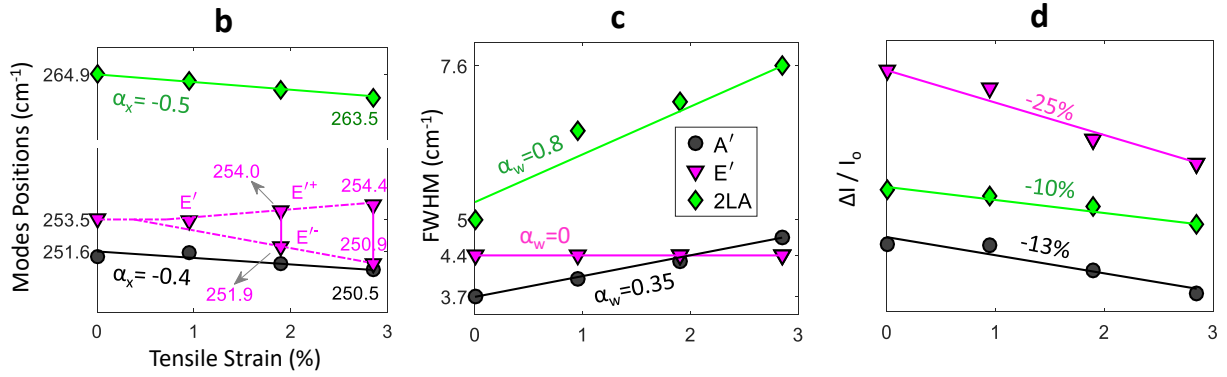 b
Modes Positions (cm⁻¹)
264.9
αₓ= -0.5
263.5
254.0
E′
E′⁺
254.4
253.5
E′⁻
250.9
251.6
αₓ= -0.4
251.9
250.5
0 1 2 3
Tensile Strain (%)
c
FWHM (cm⁻¹)
7.6
α_w=0.8
A′
E′
2LA
5
α_w=0
4.4
α_w=0.35
3.7
0 1 2 3
d
ΔI / Iₒ
-25%
-10%
-13%
0 1 2 3